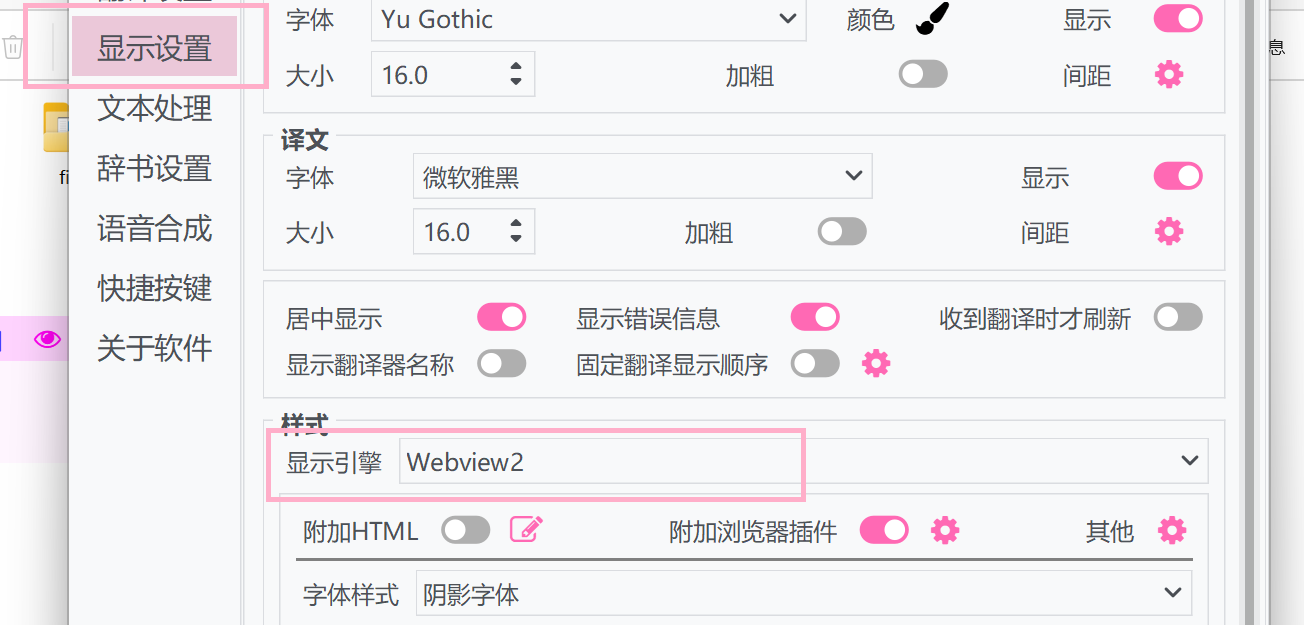 字体 Yu Gothic 颜色 显示
显示设置
息
大小 16.0 加粗 间距
文本处理
译文
辞书设置
字体 微软雅黑 显示
fi
语音合成
大小 16.0 加粗 间距
快捷按键
居中显示 显示错误信息 收到翻译时才刷新
关于软件
显示翻译器名称 固定翻译显示顺序
样式
显示引擎 Webview2
附加HTML 附加浏览器插件 其他
字体样式 阴影字体